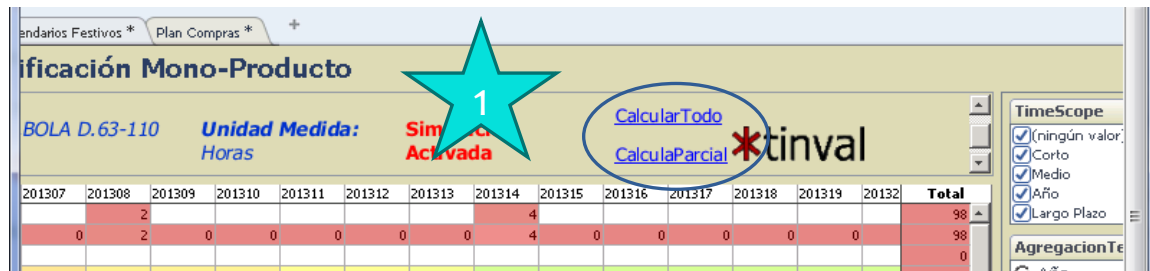 endarios Festivos * Plan Compras * +
ificación Mono-Producto
1
BOLA D.63-110 Unidad Medida: CalcularTodo
Horas Activada CalculaParcial *tinval
TimeScope
(ningún valor)
Corto
Medio
Año
Largo Plazo
201307 201308 201309 201310 201311 201312 201313 201314 201315 201316 201317 201318 201319 20132 Total
2 4 98
0 2 0 0 0 0 0 4 0 0 0 0 0 98
0
AgregacionTe